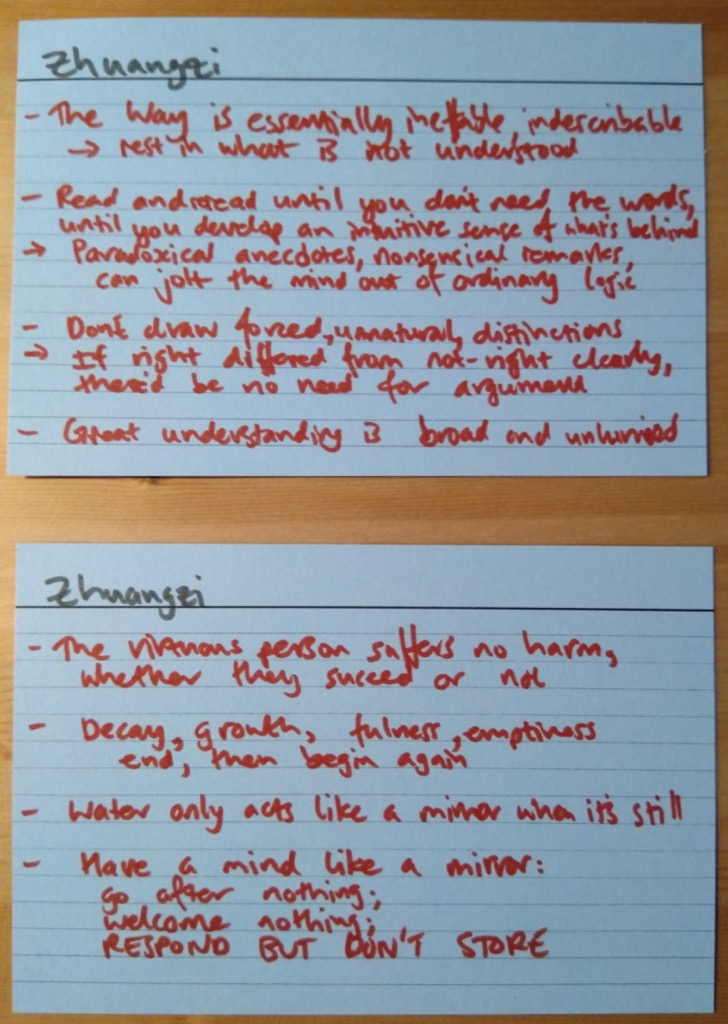 Zhuangzi
- The Way is essentially ineffable, indescribable
→ rest in what is not understood
- Read and reread until you don't need the words,
until you develop an intuitive sense of what's behind
→ Paradoxical anecdotes, nonsensical remarks,
can jolt the mind out of ordinary logic
- Don't draw forced, unnatural, distinctions
→ If right differed from not-right clearly,
there'd be no need for argument
- Great understanding is broad and unhurried
Zhuangzi
- The virtuous person suffers no harm,
whether they succeed or not
- Decay, growth, fulness, emptiness
end, then begin again
- Water only acts like a mirror when it's still
- Have a mind like a mirror:
go after nothing;
welcome nothing;
RESPOND BUT DON'T STORE